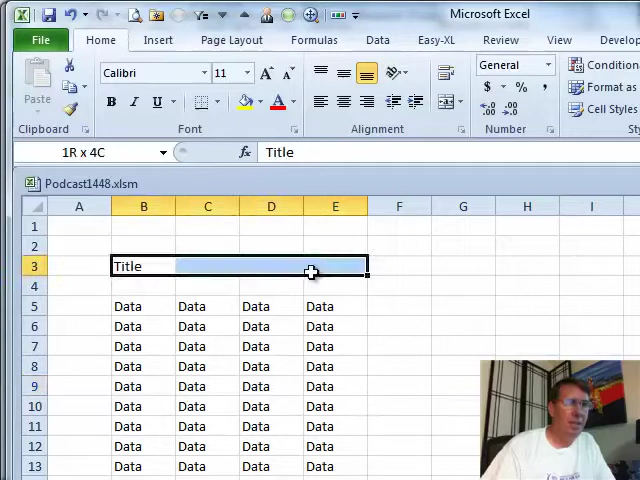 Microsoft Excel
File Home Insert Page Layout Formulas Data Easy-XL Review View Develo
Paste
Calibri 11
B I U
General
$ % ,
Condition
Format as
Cell Styles
Clipboard Font Alignment Number
1R x 4C fx Title
Podcast1448.xlsm
A B C D E F G H I
1
2
3 Title
4
5 Data Data Data Data
6 Data Data Data Data
7 Data Data Data Data
8 Data Data Data Data
9 Data Data Data Data
10 Data Data Data Data
11 Data Data Data Data
12 Data Data Data Data
13 Data Data Data Data